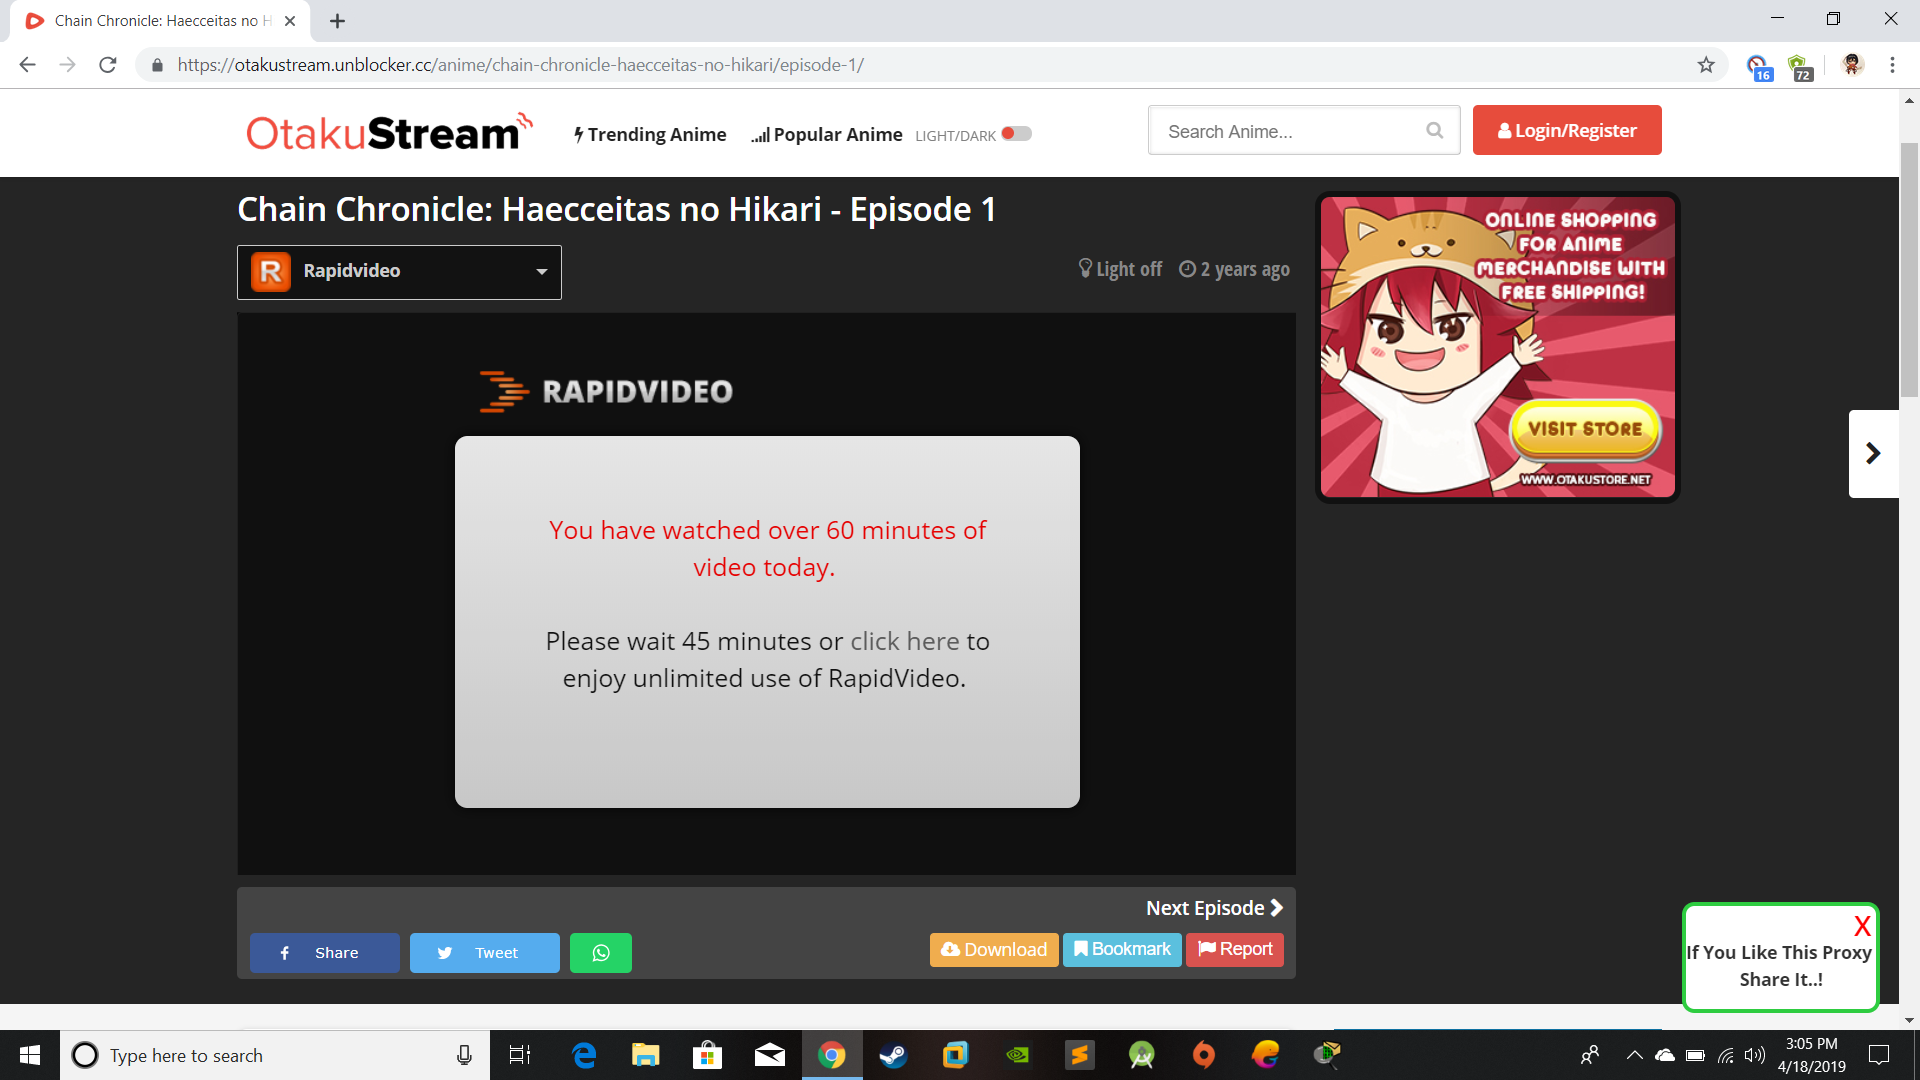 Chain Chronicle: Haecceitas no H
https://otakustream.unblocker.cc/anime/chain-chronicle-haecceitas-no-hikari/episode-1/
16
72
OtakuStream
Trending Anime
Popular Anime
LIGHT/DARK
Search Anime...
Login/Register
Chain Chronicle: Haecceitas no Hikari - Episode 1
R Rapidvideo
Light off
2 years ago
ONLINE SHOPPING
FOR ANIME
MERCHANDISE WITH
FREE SHIPPING!
VISIT STORE
WWW.OTAKUSTORE.NET
RAPIDVIDEO
You have watched over 60 minutes of
video today.
Please wait 45 minutes or click here to
enjoy unlimited use of RapidVideo.
Next Episode
Share
Tweet
Download
Bookmark
Report
X
If You Like This Proxy
Share It..!
Type here to search
3:05 PM
4/18/2019